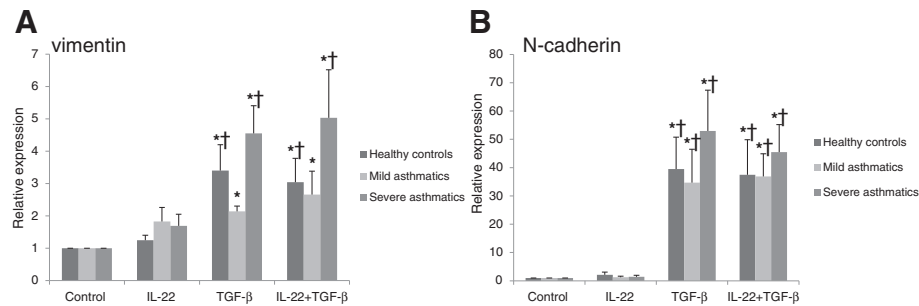 A
vimentin
7
6
5
4
3
2
1
0
Relative expression
*† * *† *† * *†
Control IL-22 TGF-β IL-22+TGF-β
Healthy controls
Mild asthmatics
Severe asthmatics
B
N-cadherin
80
70
60
50
40
30
20
10
0
Relative expression
*† *† *† *† *† *†
Control IL-22 TGF-β IL-22+TGF-β
Healthy controls
Mild asthmatics
Severe asthmatics